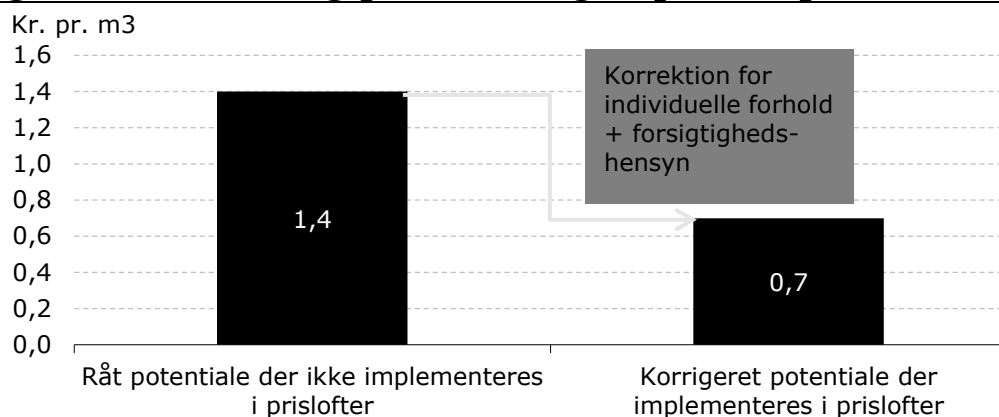 Kr. pr. m3
1,6
1,4
1,2
1,0
0,8
0,6
0,4
0,2
0,0
Korrektion for
individuelle forhold
+ forsigtigheds-
hensyn
1,4
0,7
Råt potentiale der ikke implementeres
i prislofter
Korrigeret potentiale der
implementeres i prislofter